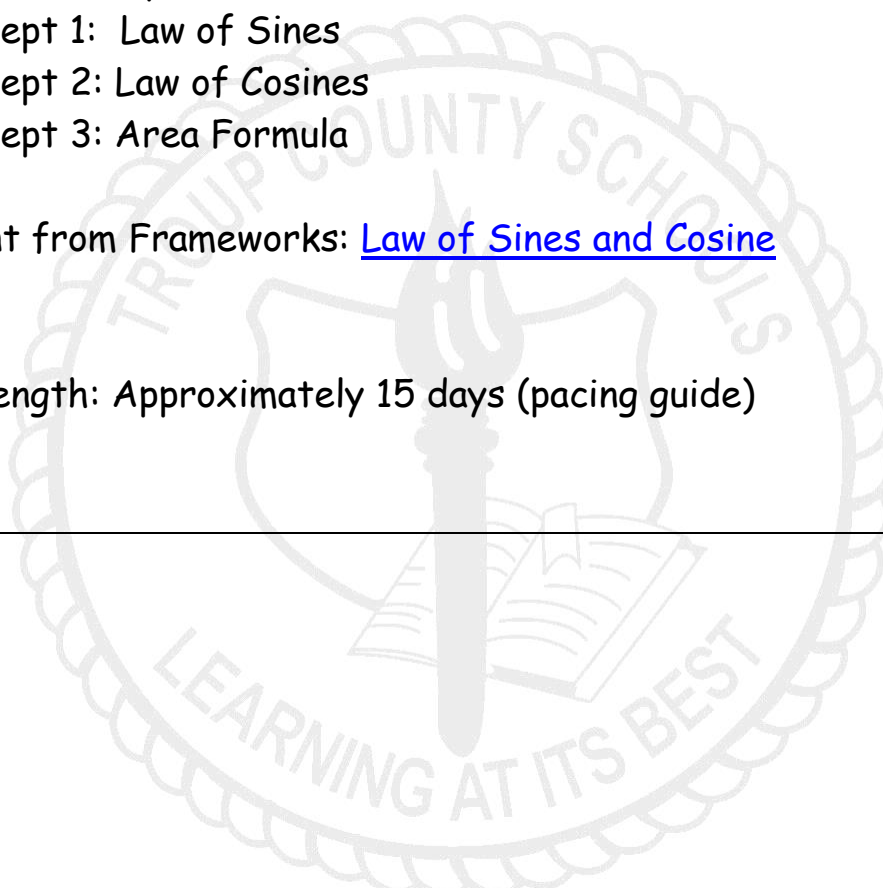 ept 1: Law of Sines
ept 2: Law of Cosines
ept 3: Area Formula
t from Frameworks: Law of Sines and Cosine
ength: Approximately 15 days (pacing guide)
TROUP COUNTY SCHOOLS
LEARNING AT ITS BEST